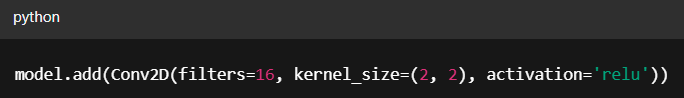 python
model.add(Conv2D(filters=16, kernel_size=(2, 2), activation='relu'))